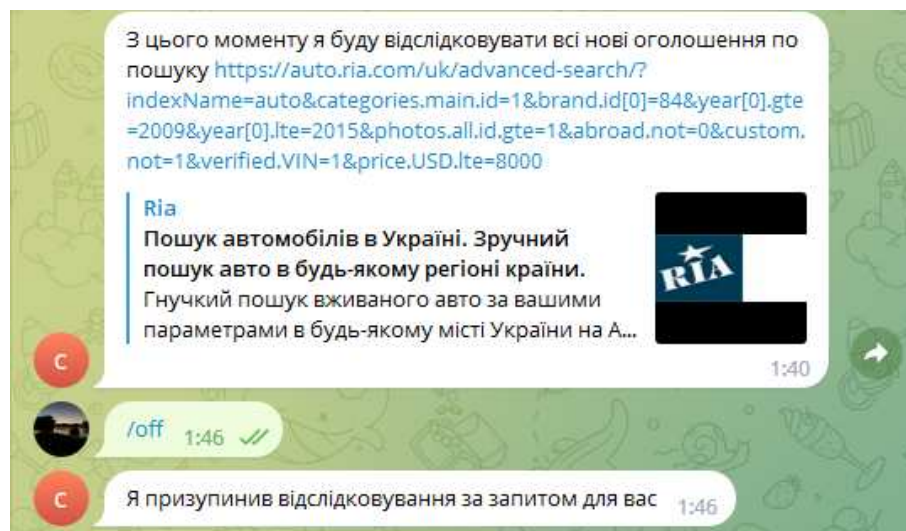 З цього моменту я буду відслідковувати всі нові оголошення по
пошуку https://auto.ria.com/uk/advanced-search/?
indexName=auto&categories.main.id=1&brand.id[0]=84&year[0].gte
=2009&year[0].lte=2015&photos.all.id.gte=1&abroad.not=0&custom.
not=1&verified.VIN=1&price.USD.lte=8000
Ria
Пошук автомобілів в Україні. Зручний
пошук авто в будь-якому регіоні країни.
Гнучкий пошук вживаного авто за вашими
параметрами в будь-якому місті України на A...
RIA
C
1:40
/off 1:46
C
Я призупинив відслідковування за запитом для вас 1:46